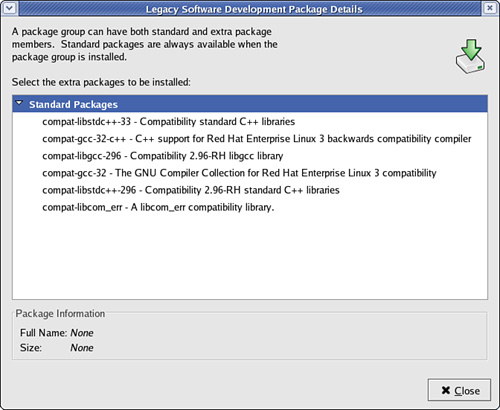 Legacy Software Development Package Details
A package group can have both standard and extra package
members. Standard packages are always available when the
package group is installed.
Select the extra packages to be installed:
Standard Packages
compat-libstdc++-33 - Compatibility standard C++ libraries
compat-gcc-32-c++ - C++ support for Red Hat Enterprise Linux 3 backwards compatibility compiler
compat-libgcc-296 - Compatibility 2.96-RH libgcc library
compat-gcc-32 - The GNU Compiler Collection for Red Hat Enterprise Linux 3 compatibility
compat-libstdc++-296 - Compatibility 2.96-RH standard C++ libraries
compat-libcom_err - A libcom_err compatibility library.
Package Information
Full Name: None
Size: None
Close